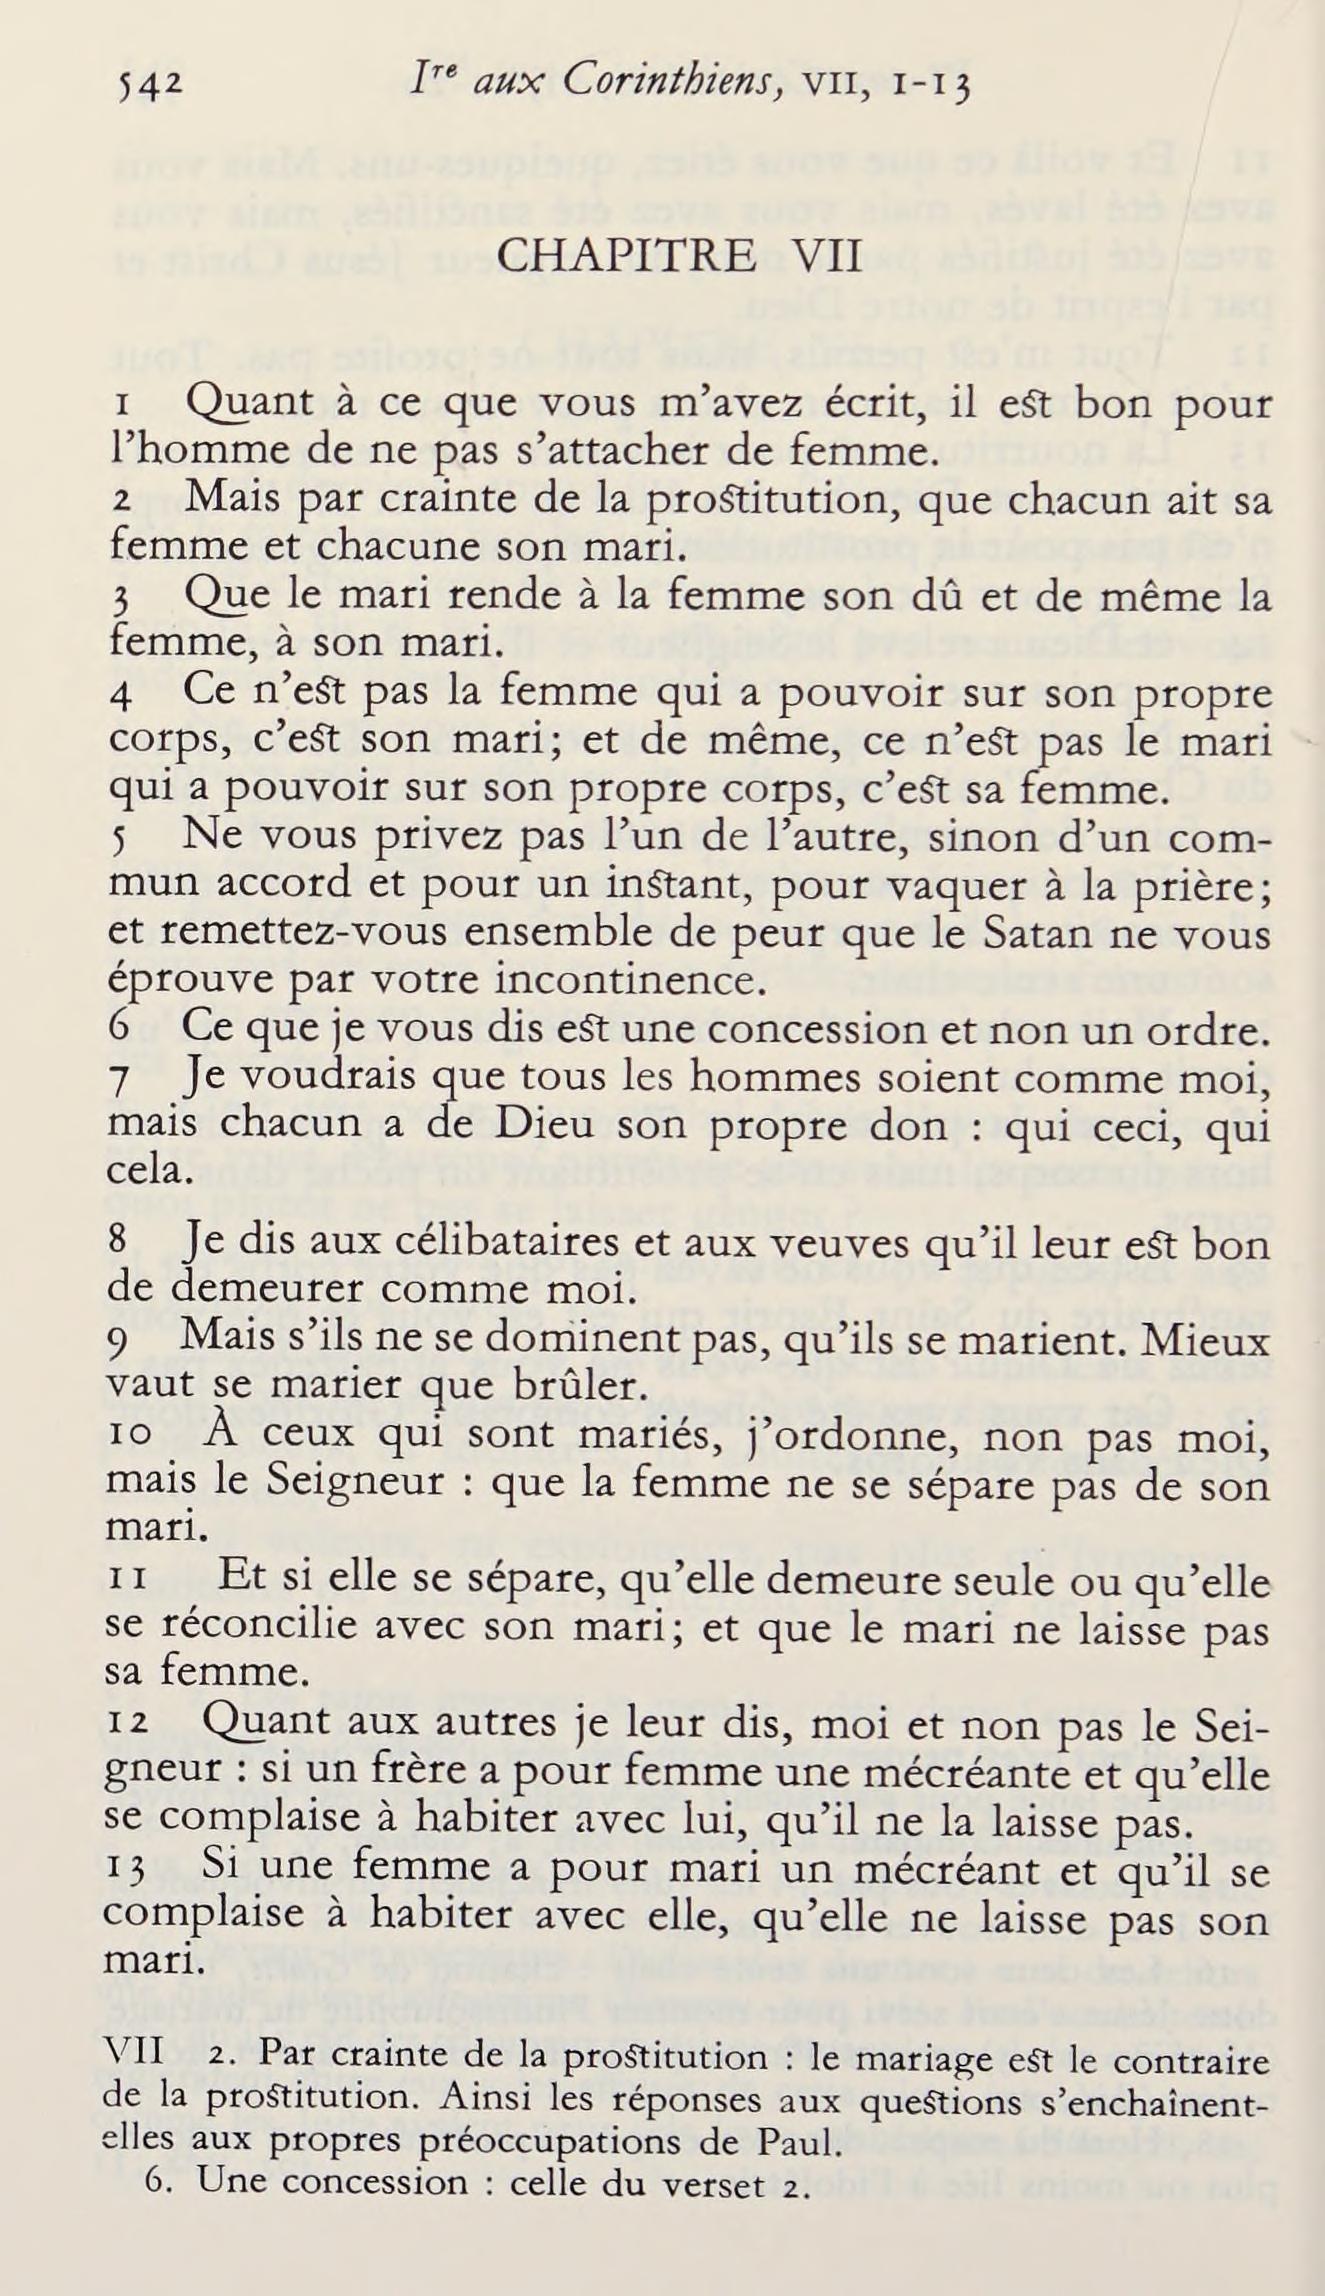 542 Iʳᵉ aux Corinthiens, VII, 1-13
CHAPITRE VII
1 Quant à ce que vous m’avez écrit, il est bon pour
l’homme de ne pas s’attacher de femme.
2 Mais par crainte de la prostitution, que chacun ait sa
femme et chacune son mari.
3 Que le mari rende à la femme son dû et de même la
femme, à son mari.
4 Ce n’est pas la femme qui a pouvoir sur son propre
corps, c’est son mari; et de même, ce n’est pas le mari
qui a pouvoir sur son propre corps, c’est sa femme.
5 Ne vous privez pas l’un de l’autre, sinon d’un com-
mun accord et pour un instant, pour vaquer à la prière;
et remettez-vous ensemble de peur que le Satan ne vous
éprouve par votre incontinence.
6 Ce que je vous dis est une concession et non un ordre.
7 Je voudrais que tous les hommes soient comme moi,
mais chacun a de Dieu son propre don : qui ceci, qui
cela.
8 Je dis aux célibataires et aux veuves qu’il leur est bon
de demeurer comme moi.
9 Mais s’ils ne se dominent pas, qu’ils se marient. Mieux
vaut se marier que brûler.
10 À ceux qui sont mariés, j’ordonne, non pas moi,
mais le Seigneur : que la femme ne se sépare pas de son
mari.
11 Et si elle se sépare, qu’elle demeure seule ou qu’elle
se réconcilie avec son mari; et que le mari ne laisse pas
sa femme.
12 Quant aux autres je leur dis, moi et non pas le Sei-
gneur : si un frère a pour femme une mécréante et qu’elle
se complaise à habiter avec lui, qu’il ne la laisse pas.
13 Si une femme a pour mari un mécréant et qu’il se
complaise à habiter avec elle, qu’elle ne laisse pas son
mari.
VII 2. Par crainte de la prostitution : le mariage est le contraire
de la prostitution. Ainsi les réponses aux questions s’enchaînent-
elles aux propres préoccupations de Paul.
6. Une concession : celle du verset 2.